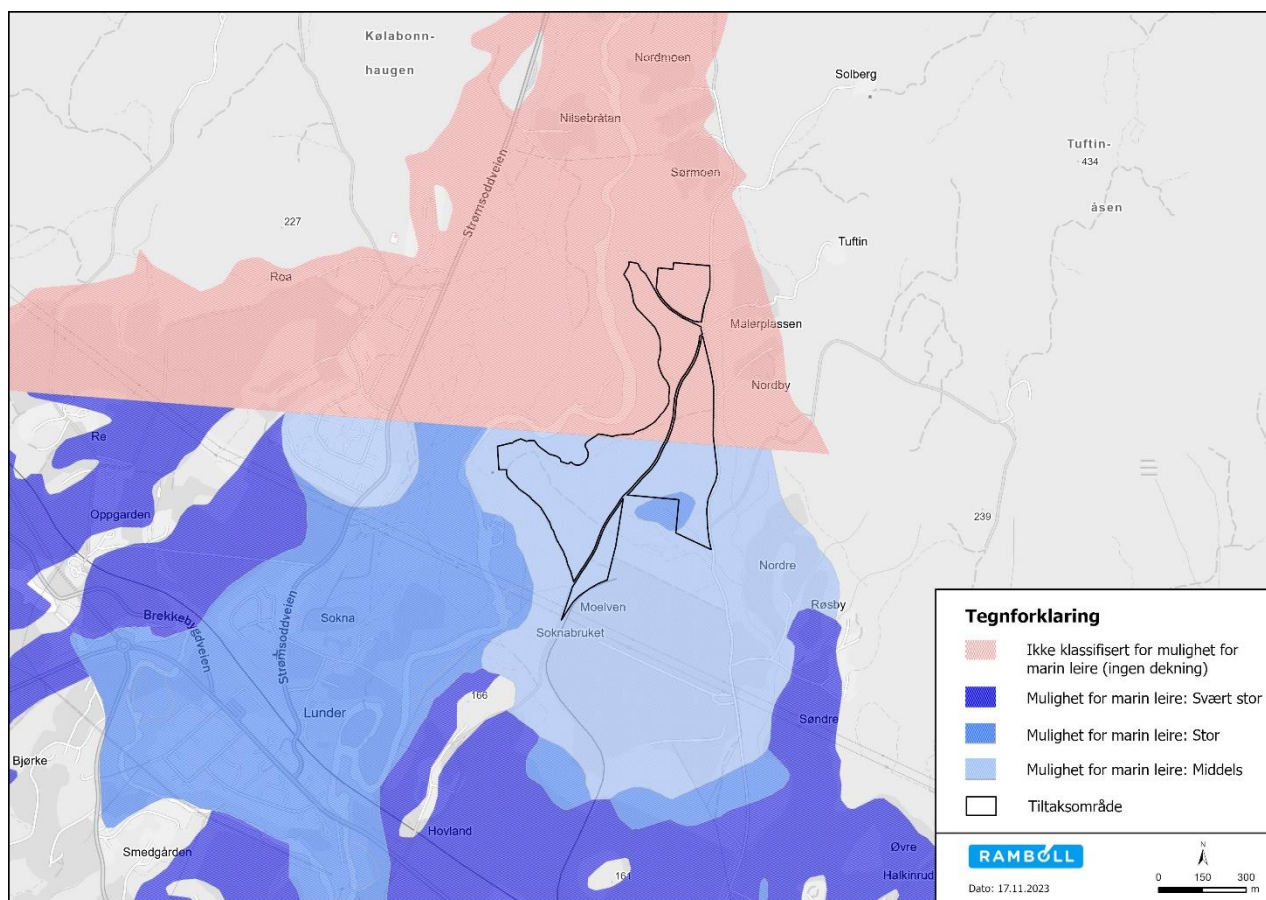 Kølabonn-
haugen
Nordmoen
Solberg
Nilsebråtan
Tuftin-
434
åsen
Sørmoen
Strømsoddveien
227
Roa
Tuftin
Malerplassen
Nordby
Re
Oppgarden
239
Nordre
Røsby
Moelven
Soknabruket
Brekkebygdveien
Sokna
Strømsoddveien
166
Lunder
Søndre
Bjørke
Hovland
Smedgården
161
Øvre
Halkinrud
Tegnforklaring
Ikke klassifisert for mulighet for
marin leire (ingen dekning)
Mulighet for marin leire: Svært stor
Mulighet for marin leire: Stor
Mulighet for marin leire: Middels
Tiltaksområde
RAMBOLL
N
Dato: 17.11.2023
0 150 300
m